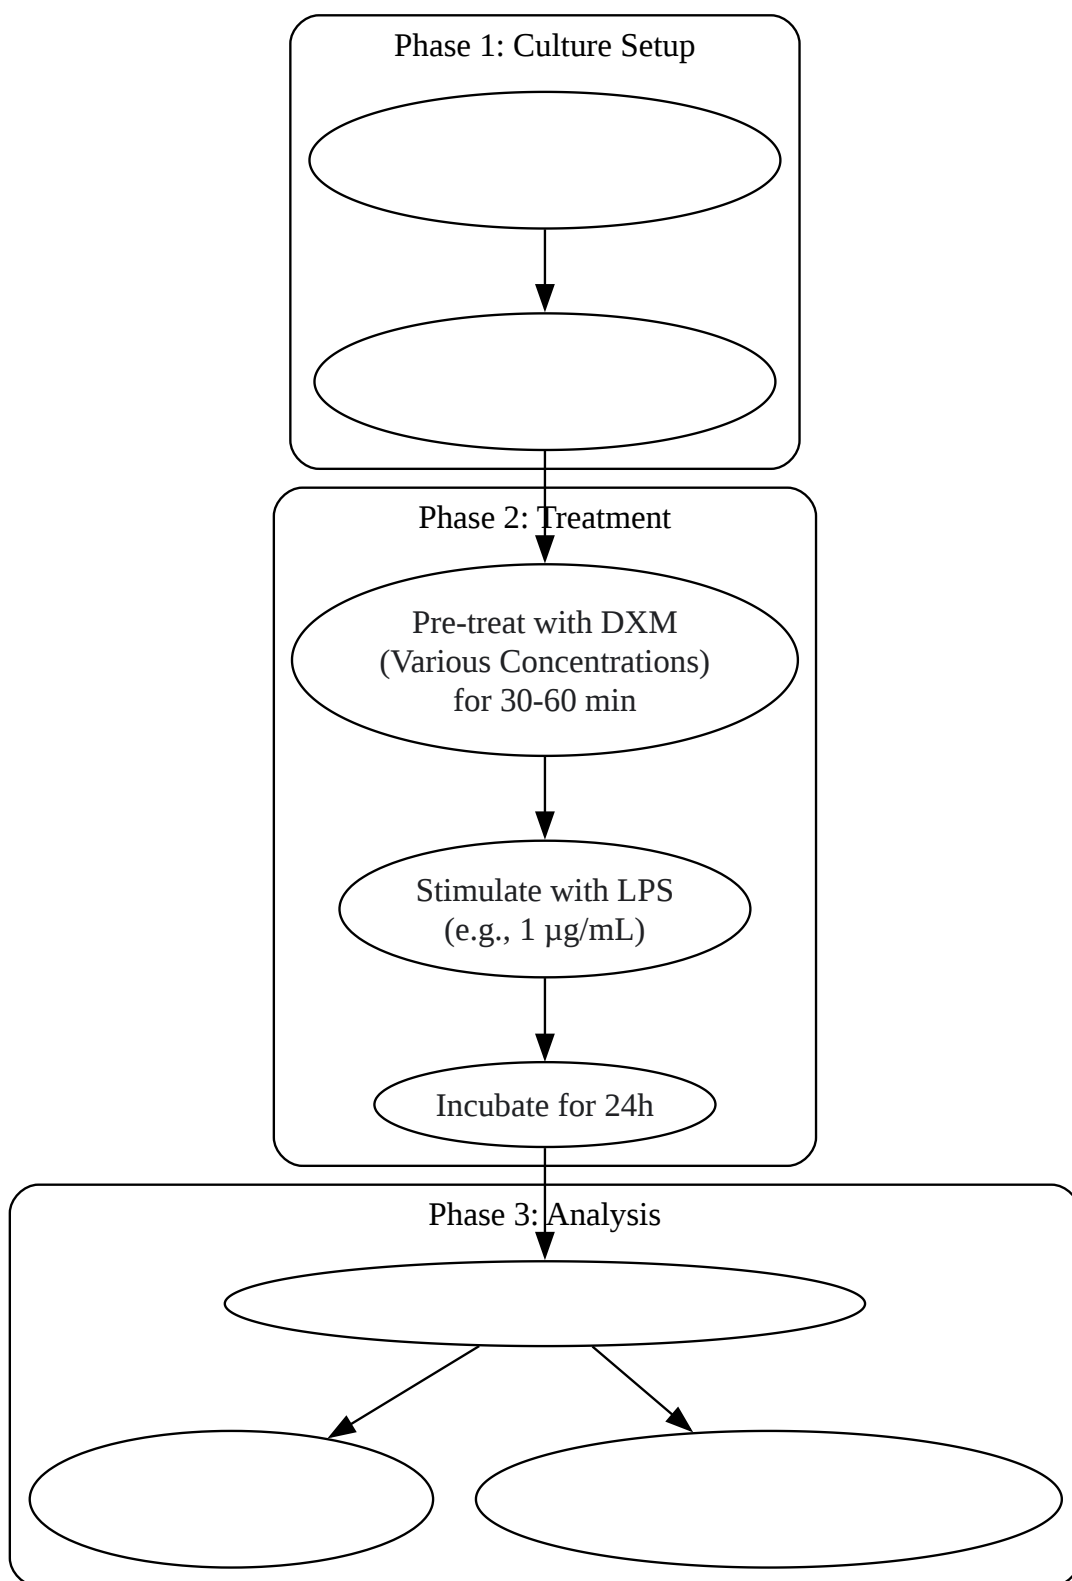 Phase 1: Culture Setup
Phase 2: Treatment
Pre-treat with DXM
(Various Concentrations)
for 30-60 min
Stimulate with LPS
(e.g., 1 µg/mL)
Incubate for 24h
Phase 3: Analysis